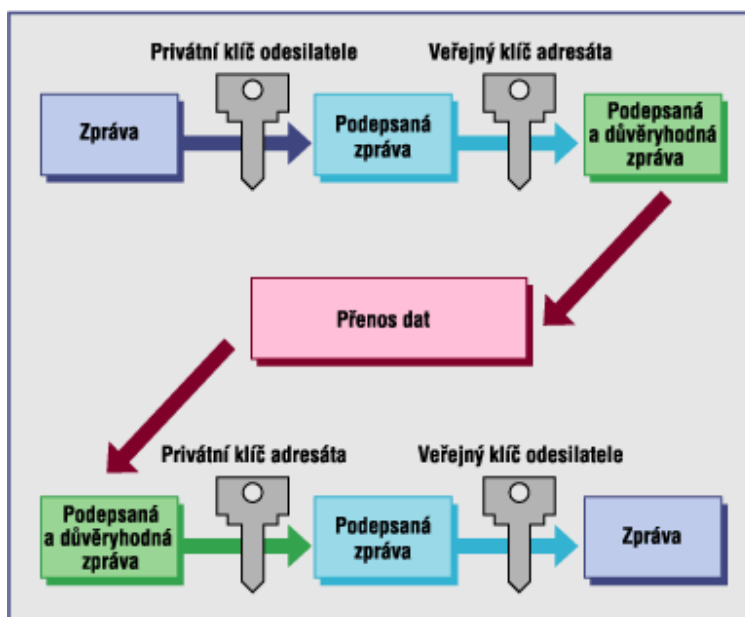 Privátní klíč odesilatele
Veřejný klíč adresáta
Zpráva
Podepsaná
zpráva
Podepsaná
a důvěryhodná
zpráva
Přenos dat
Privátní klíč adresáta
Veřejný klíč odesilatele
Podepsaná
a důvěryhodná
zpráva
Podepsaná
zpráva
Zpráva